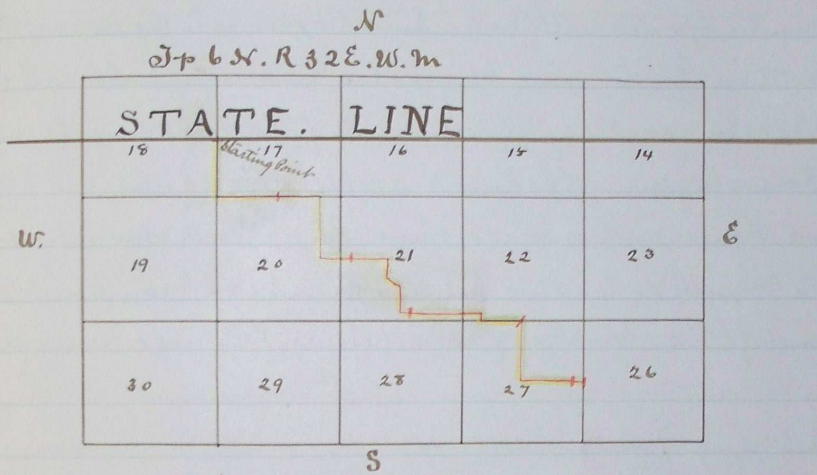 N
Tp 6 N. R 32 E. W. M
STATE. LINE
18 17 16 15 14
Starting Point
W. E
19 20 21 22 23
30 29 28 27 26
S